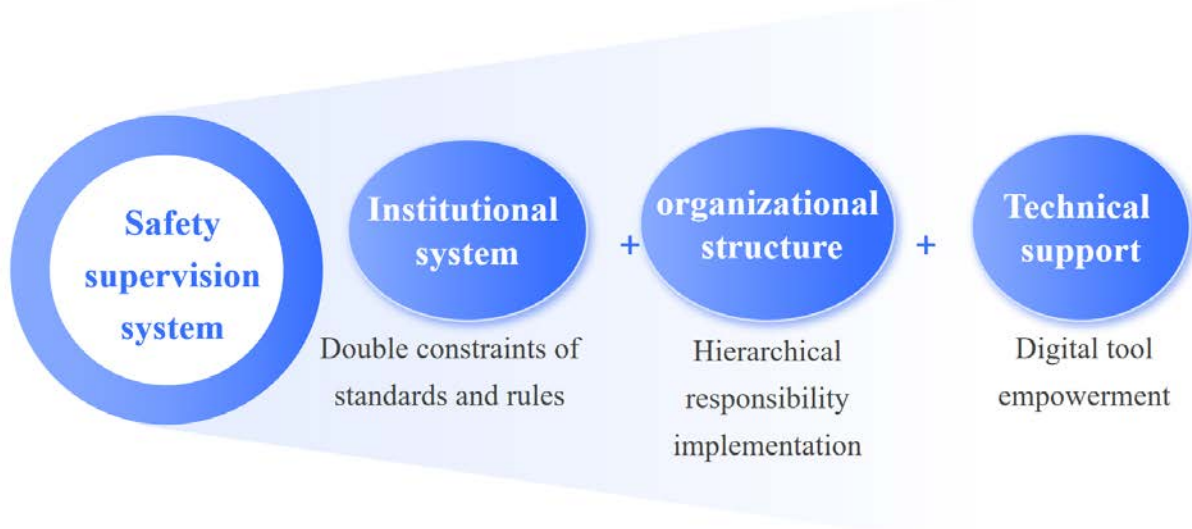 Safety
supervision
system
Institutional
system
Double constraints of
standards and rules
+
organizational
structure
Hierarchical
responsibility
implementation
+
Technical
support
Digital tool
empowerment